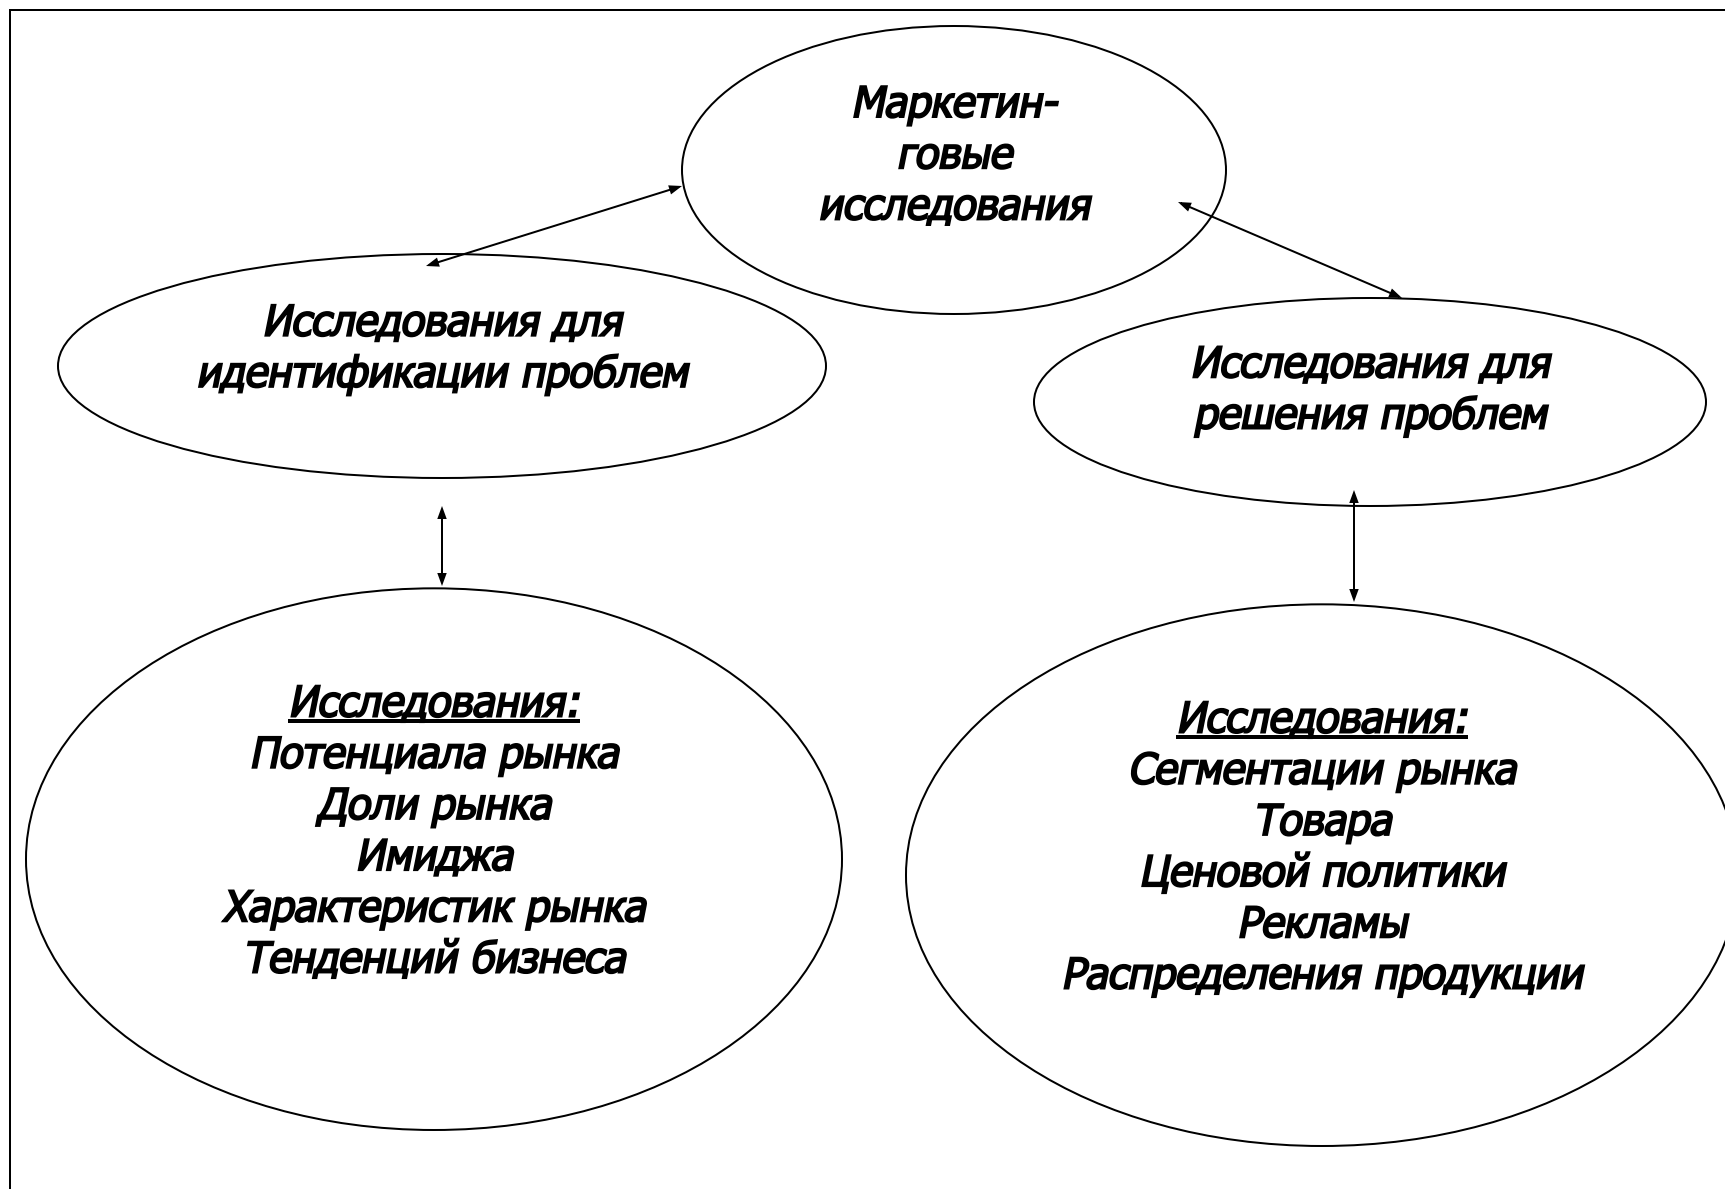 Маркетин-
говые
исследования
Исследования для
идентификации проблем
Исследования для
решения проблем
Исследования:
Потенциала рынка
Доли рынка
Имиджа
Характеристик рынка
Тенденций бизнеса
Исследования:
Сегментации рынка
Товара
Ценовой политики
Рекламы
Распределения продукции